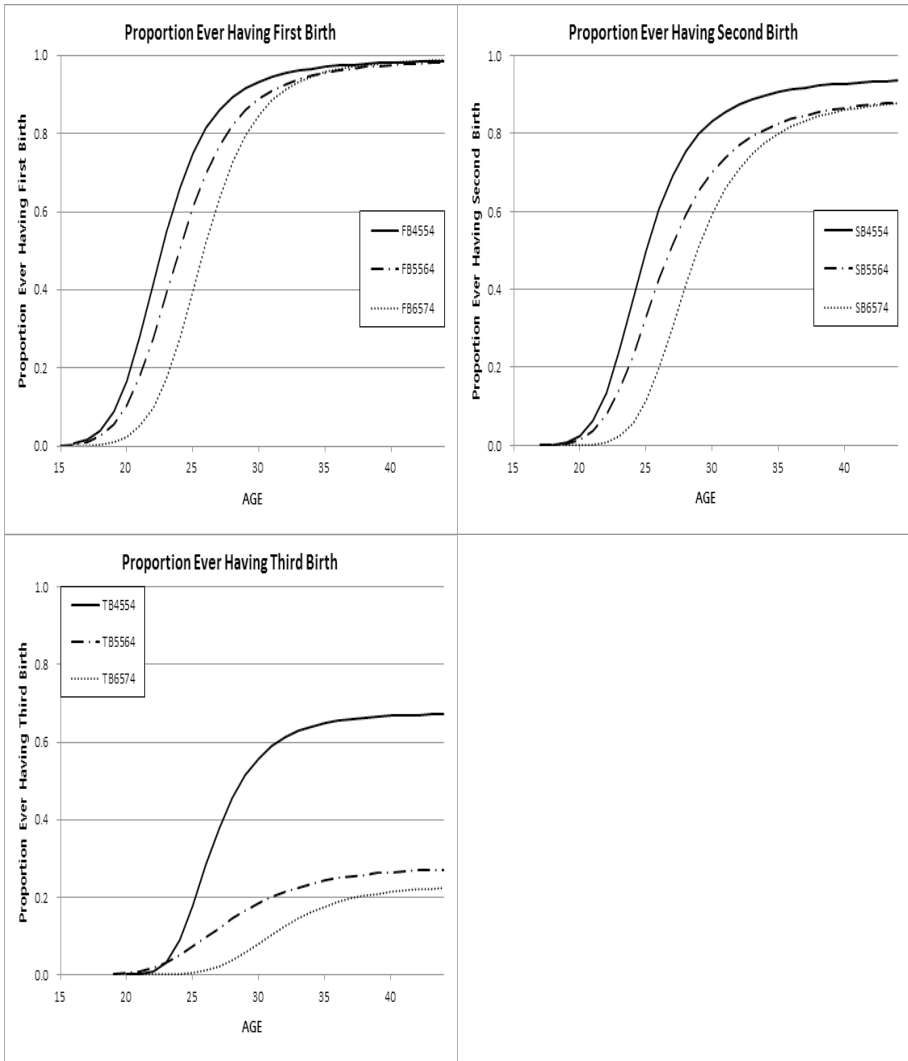 Proportion Ever Having First Birth
Proportion Ever Having First Birth
1.0
0.8
0.6
0.4
0.2
0.0
15
20
25
30
35
40
AGE
FB4554
FB5564
FB6574
Proportion Ever Having Second Birth
Proportion Ever Having Second Birth
1.0
0.8
0.6
0.4
0.2
0.0
15
20
25
30
35
40
AGE
SB4554
SB5564
SB6574
Proportion Ever Having Third Birth
Proportion Ever Having Third Birth
1.0
0.8
0.6
0.4
0.2
0.0
15
20
25
30
35
40
AGE
TB4554
TB5564
TB6574